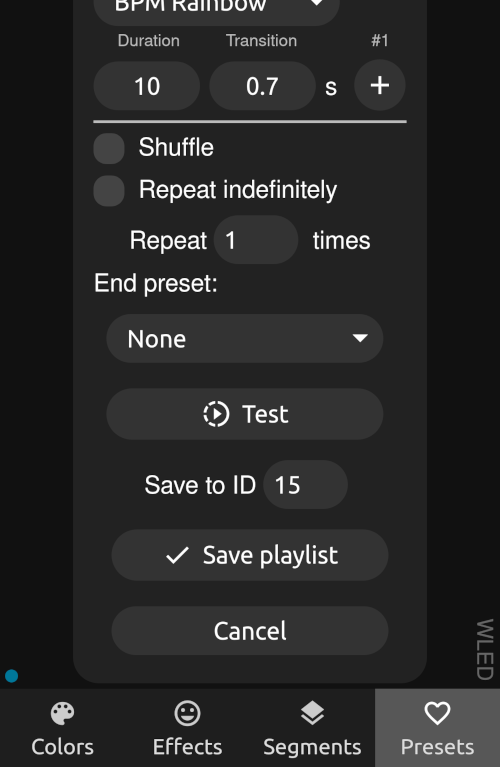 BPM Rainbow
Duration Transition #1
10 0.7 s +
Shuffle
Repeat indefinitely
Repeat 1 times
End preset:
None
Test
Save to ID 15
Save playlist
Cancel
WLED
Colors Effects Segments Presets